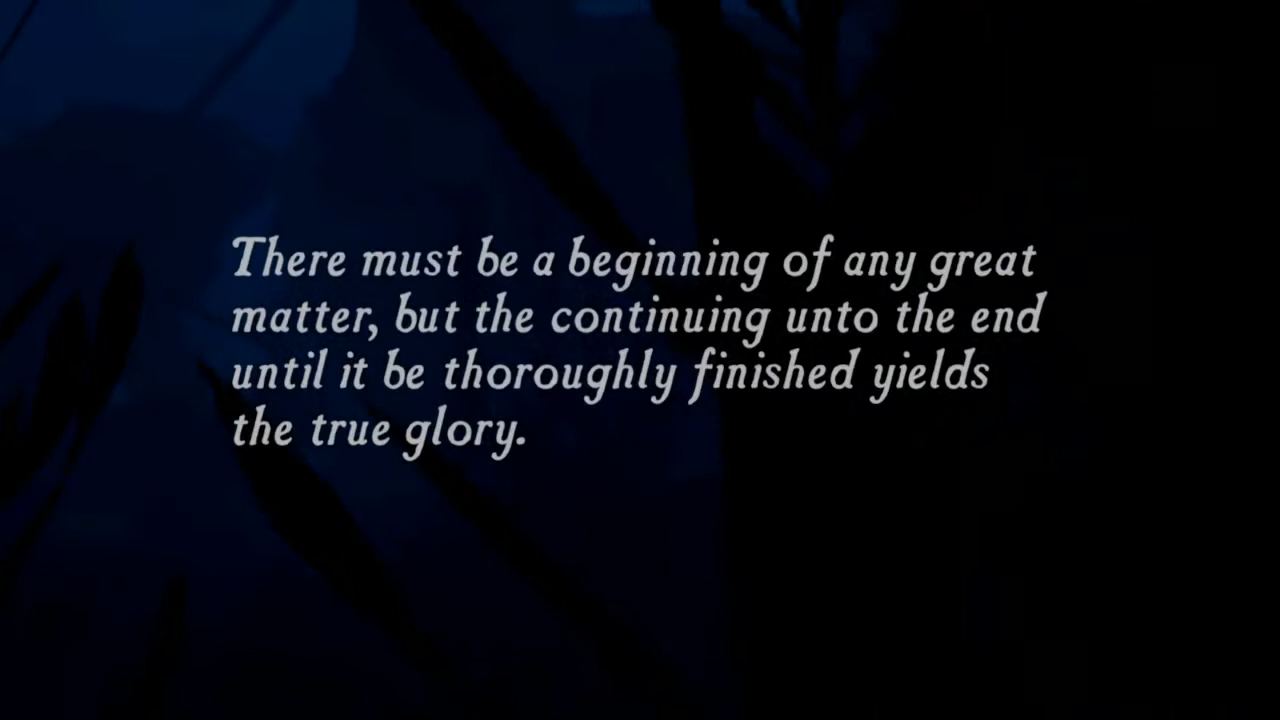 There must be a beginning of any great
matter, but the continuing unto the end
until it be thoroughly finished yields
the true glory.